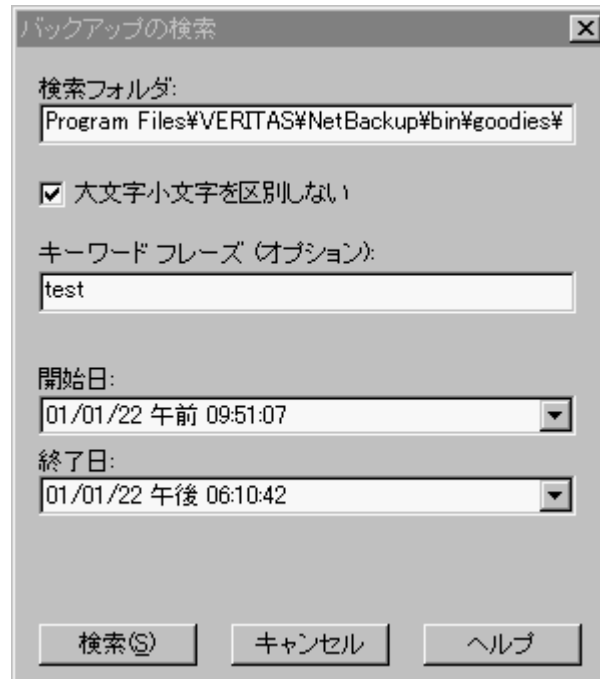 バックアップの検索
検索フォルダ:
Program Files¥VERITAS¥NetBackup¥bin¥goodies¥
大文字小文字を区別しない
キーワード フレーズ (オプション):
test
開始日:
01/01/22 午前 09:51:07
終了日:
01/01/22 午後 06:10:42
検索(S) キャンセル ヘルプ